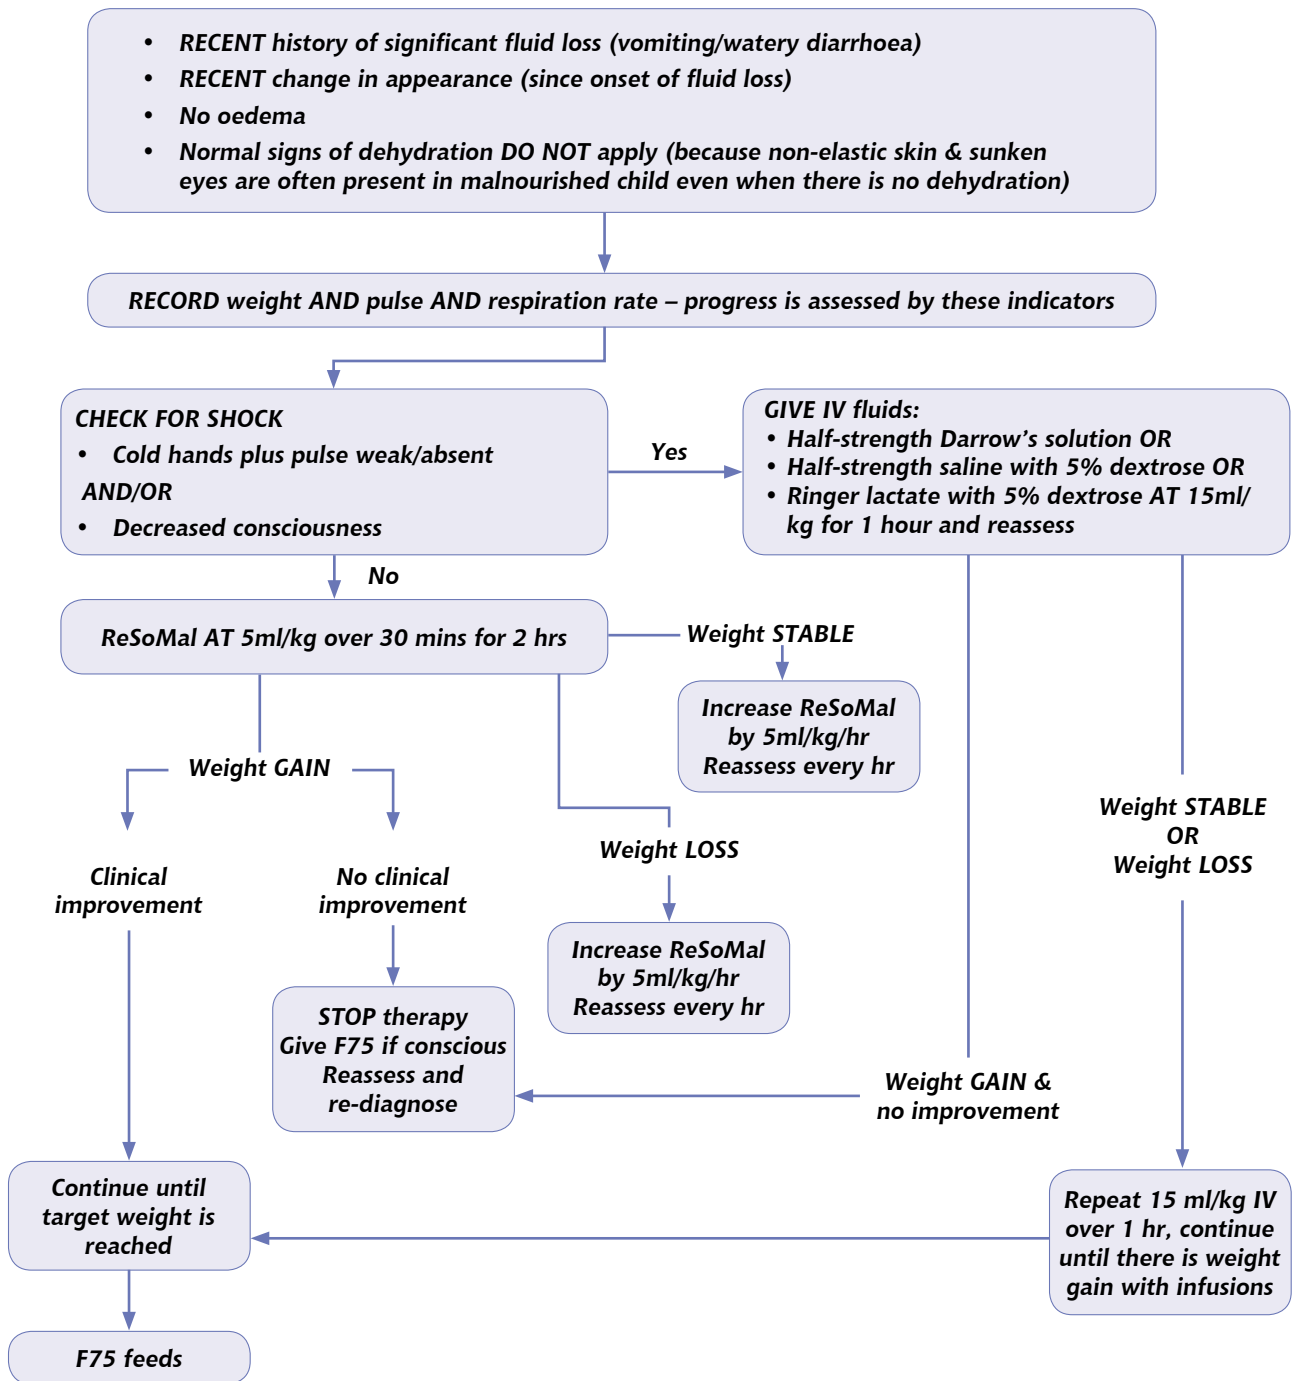 • RECENT history of significant fluid loss (vomiting/watery diarrhoea)
• RECENT change in appearance (since onset of fluid loss)
• No oedema
• Normal signs of dehydration DO NOT apply (because non-elastic skin & sunken
eyes are often present in malnourished child even when there is no dehydration)
RECORD weight AND pulse AND respiration rate – progress is assessed by these indicators
CHECK FOR SHOCK
• Cold hands plus pulse weak/absent
AND/OR
• Decreased consciousness
Yes
GIVE IV fluids:
• Half-strength Darrow’s solution OR
• Half-strength saline with 5% dextrose OR
• Ringer lactate with 5% dextrose AT 15ml/
kg for 1 hour and reassess
No
ReSoMal AT 5ml/kg over 30 mins for 2 hrs
Weight STABLE
Increase ReSoMal
by 5ml/kg/hr
Reassess every hr
Weight GAIN
Clinical
improvement
No clinical
improvement
Weight LOSS
Increase ReSoMal
by 5ml/kg/hr
Reassess every hr
Weight STABLE
OR
Weight LOSS
STOP therapy
Give F75 if conscious
Reassess and
re-diagnose
Weight GAIN &
no improvement
Continue until
target weight is
reached
Repeat 15 ml/kg IV
over 1 hr, continue
until there is weight
gain with infusions
F75 feeds